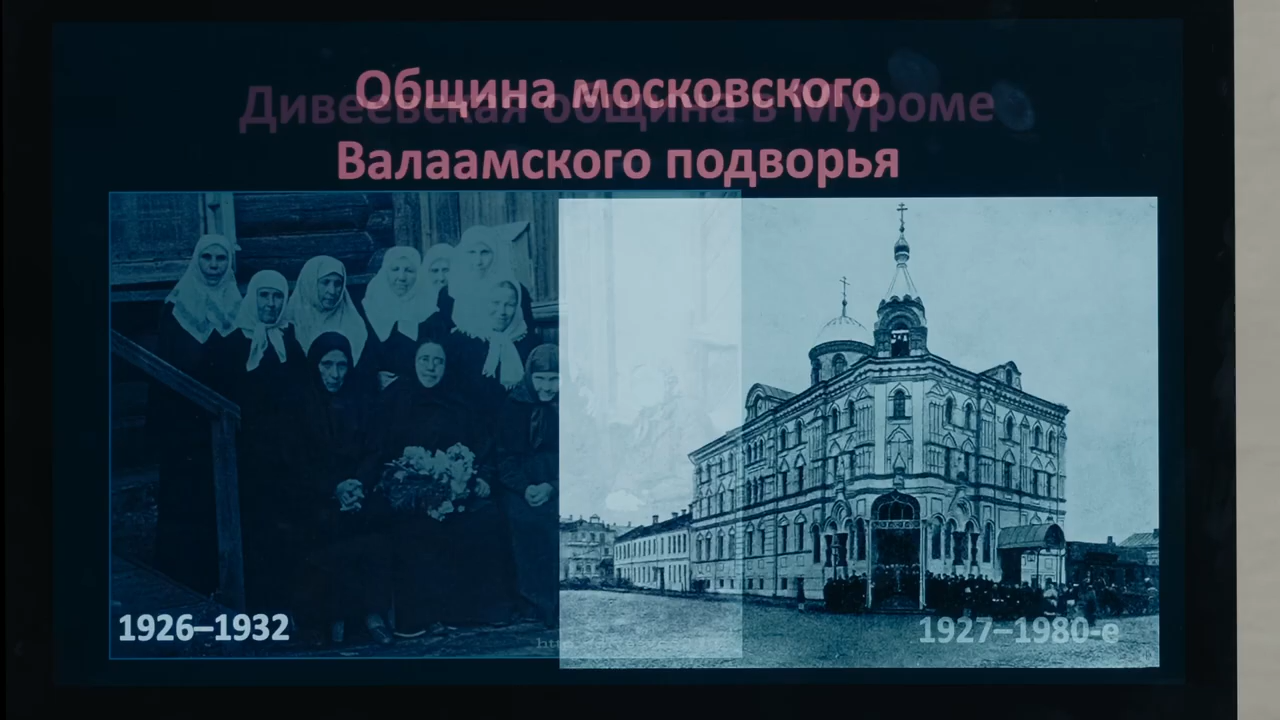 Община московского
Дивеевская община в Муроме
Валаамского подворья
1926–1932
1927–1980-е